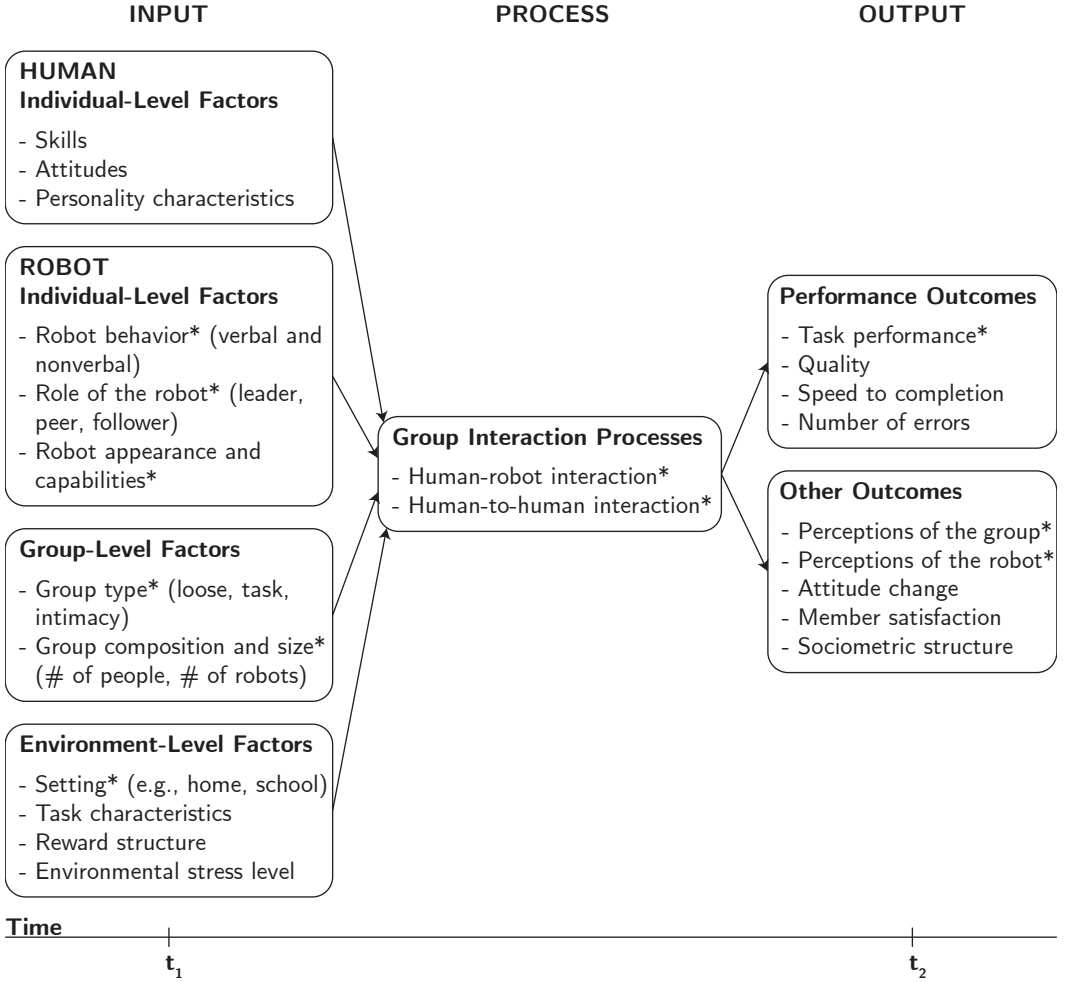 INPUT
PROCESS
OUTPUT
HUMAN
Individual-Level Factors
- Skills
- Attitudes
- Personality characteristics
ROBOT
Individual-Level Factors
- Robot behavior* (verbal and
nonverbal)
- Role of the robot* (leader,
peer, follower)
- Robot appearance and
capabilities*
Group-Level Factors
- Group type* (loose, task,
intimacy)
- Group composition and size*
(# of people, # of robots)
Environment-Level Factors
- Setting* (e.g., home, school)
- Task characteristics
- Reward structure
- Environmental stress level
Group Interaction Processes
- Human-robot interaction*
- Human-to-human interaction*
Performance Outcomes
- Task performance*
- Quality
- Speed to completion
- Number of errors
Other Outcomes
- Perceptions of the group*
- Perceptions of the robot*
- Attitude change
- Member satisfaction
- Sociometric structure
Time
t₁
t₂